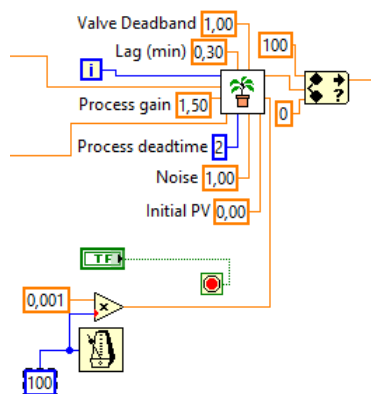 Valve Deadband 1,00
Lag (min) 0,30
100
i
Process gain 1,50
0
?
Process deadtime 2
Noise 1,00
Initial PV 0,00
TF
0,001
×
100